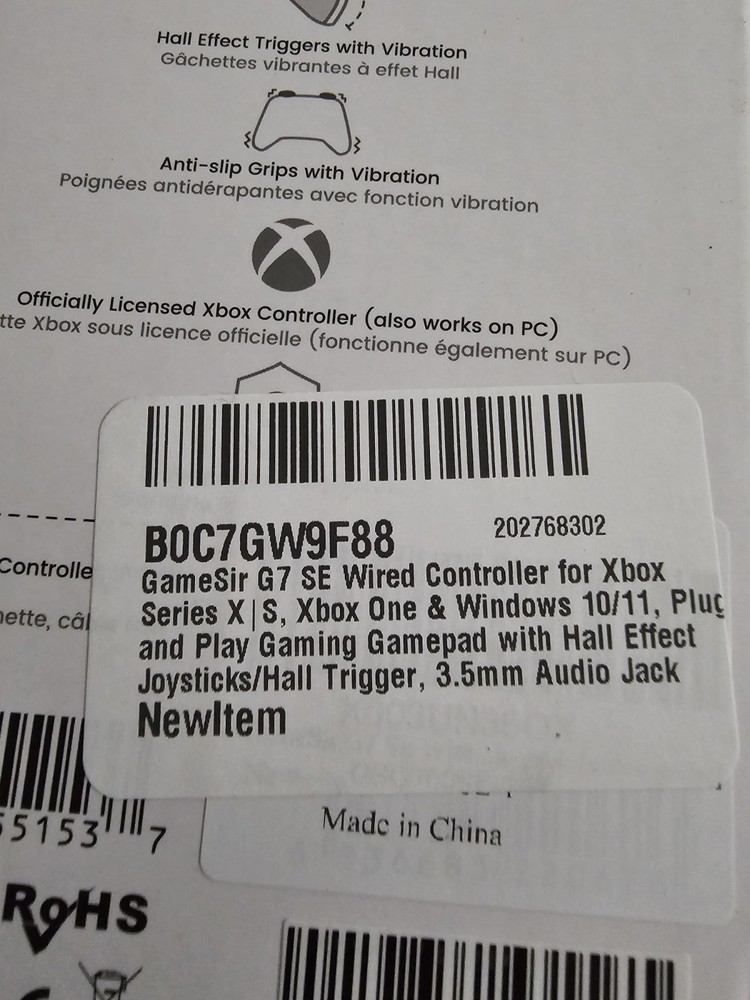 Hall Effect Triggers with Vibration
Gâchettes vibrantes à effet Hall
Anti-slip Grips with Vibration
Poignées antidérapantes avec fonction vibration
Officially Licensed Xbox Controller (also works on PC)
tte Xbox sous licence officielle (fonctionne également sur PC)
B0C7GW9F88
202768302
GameSir G7 SE Wired Controller for Xbox
Series X|S, Xbox One & Windows 10/11, Plug
and Play Gaming Gamepad with Hall Effect
Joysticks/Hall Trigger, 3.5mm Audio Jack
NewItem
Controlle
ette, câ
55153 7
Made in China
RoHS